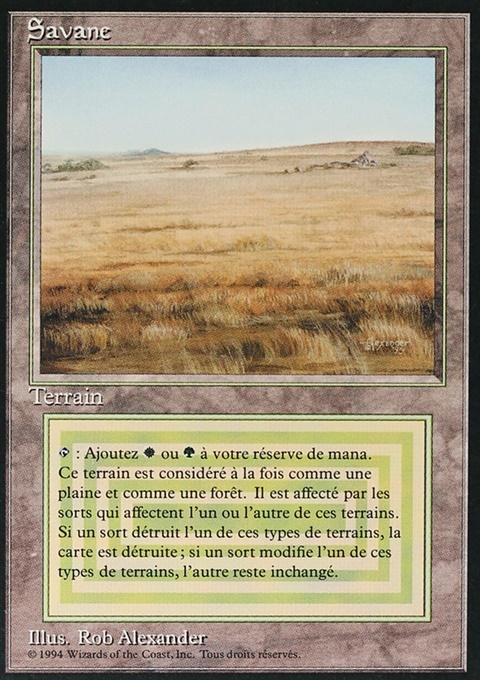 Savane
Alexander
Terrain
: Ajoutez ou à votre réserve de mana.
Ce terrain est considéré à la fois comme une
plaine et comme une forêt. Il est affecté par les
sorts qui affectent l'un ou l'autre de ces terrains.
Si un sort détruit l'un de ces types de terrains, la
carte est détruite ; si un sort modifie l'un de ces
types de terrains, l'autre reste inchangé.
Illus. Rob Alexander
© 1994 Wizards of the Coast, Inc. Tous droits réservés.